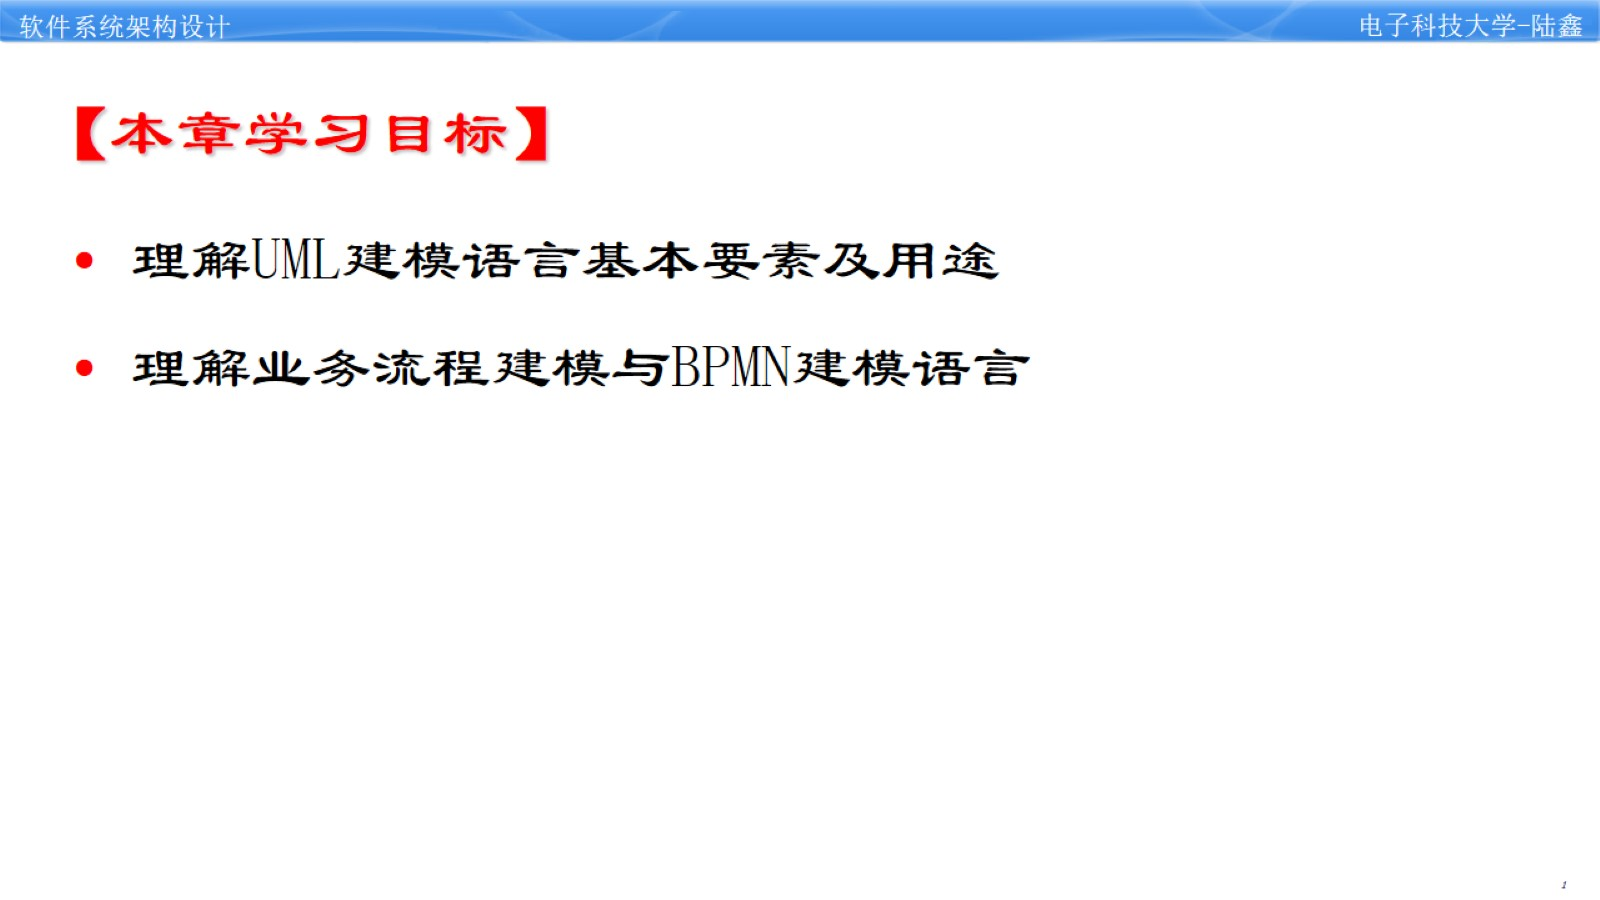 软件系统架构设计
电子科技大学-陆鑫
【本章学习目标】
• 理解UML建模语言基本要素及用途
• 理解业务流程建模与BPMN建模语言
1